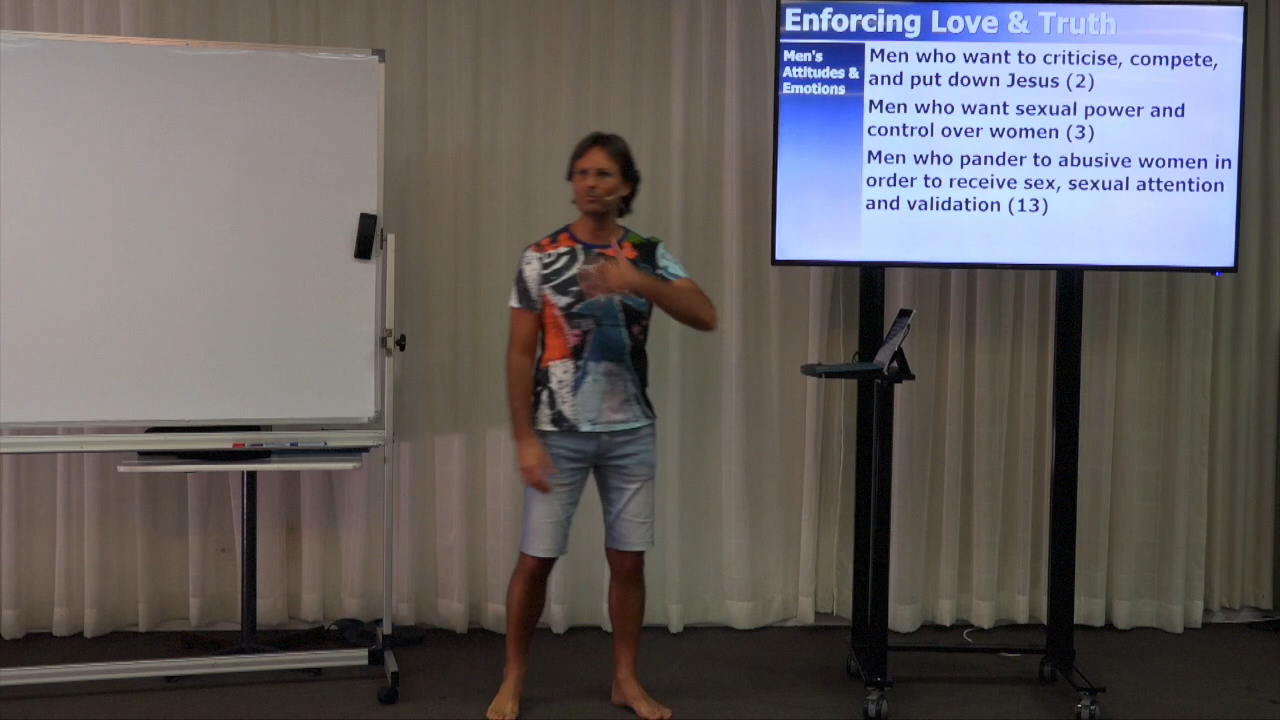 Enforcing Love & Truth
Men's
Attitudes &
Emotions
Men who want to criticise, compete,
and put down Jesus (2)
Men who want sexual power and
control over women (3)
Men who pander to abusive women in
order to receive sex, sexual attention
and validation (13)